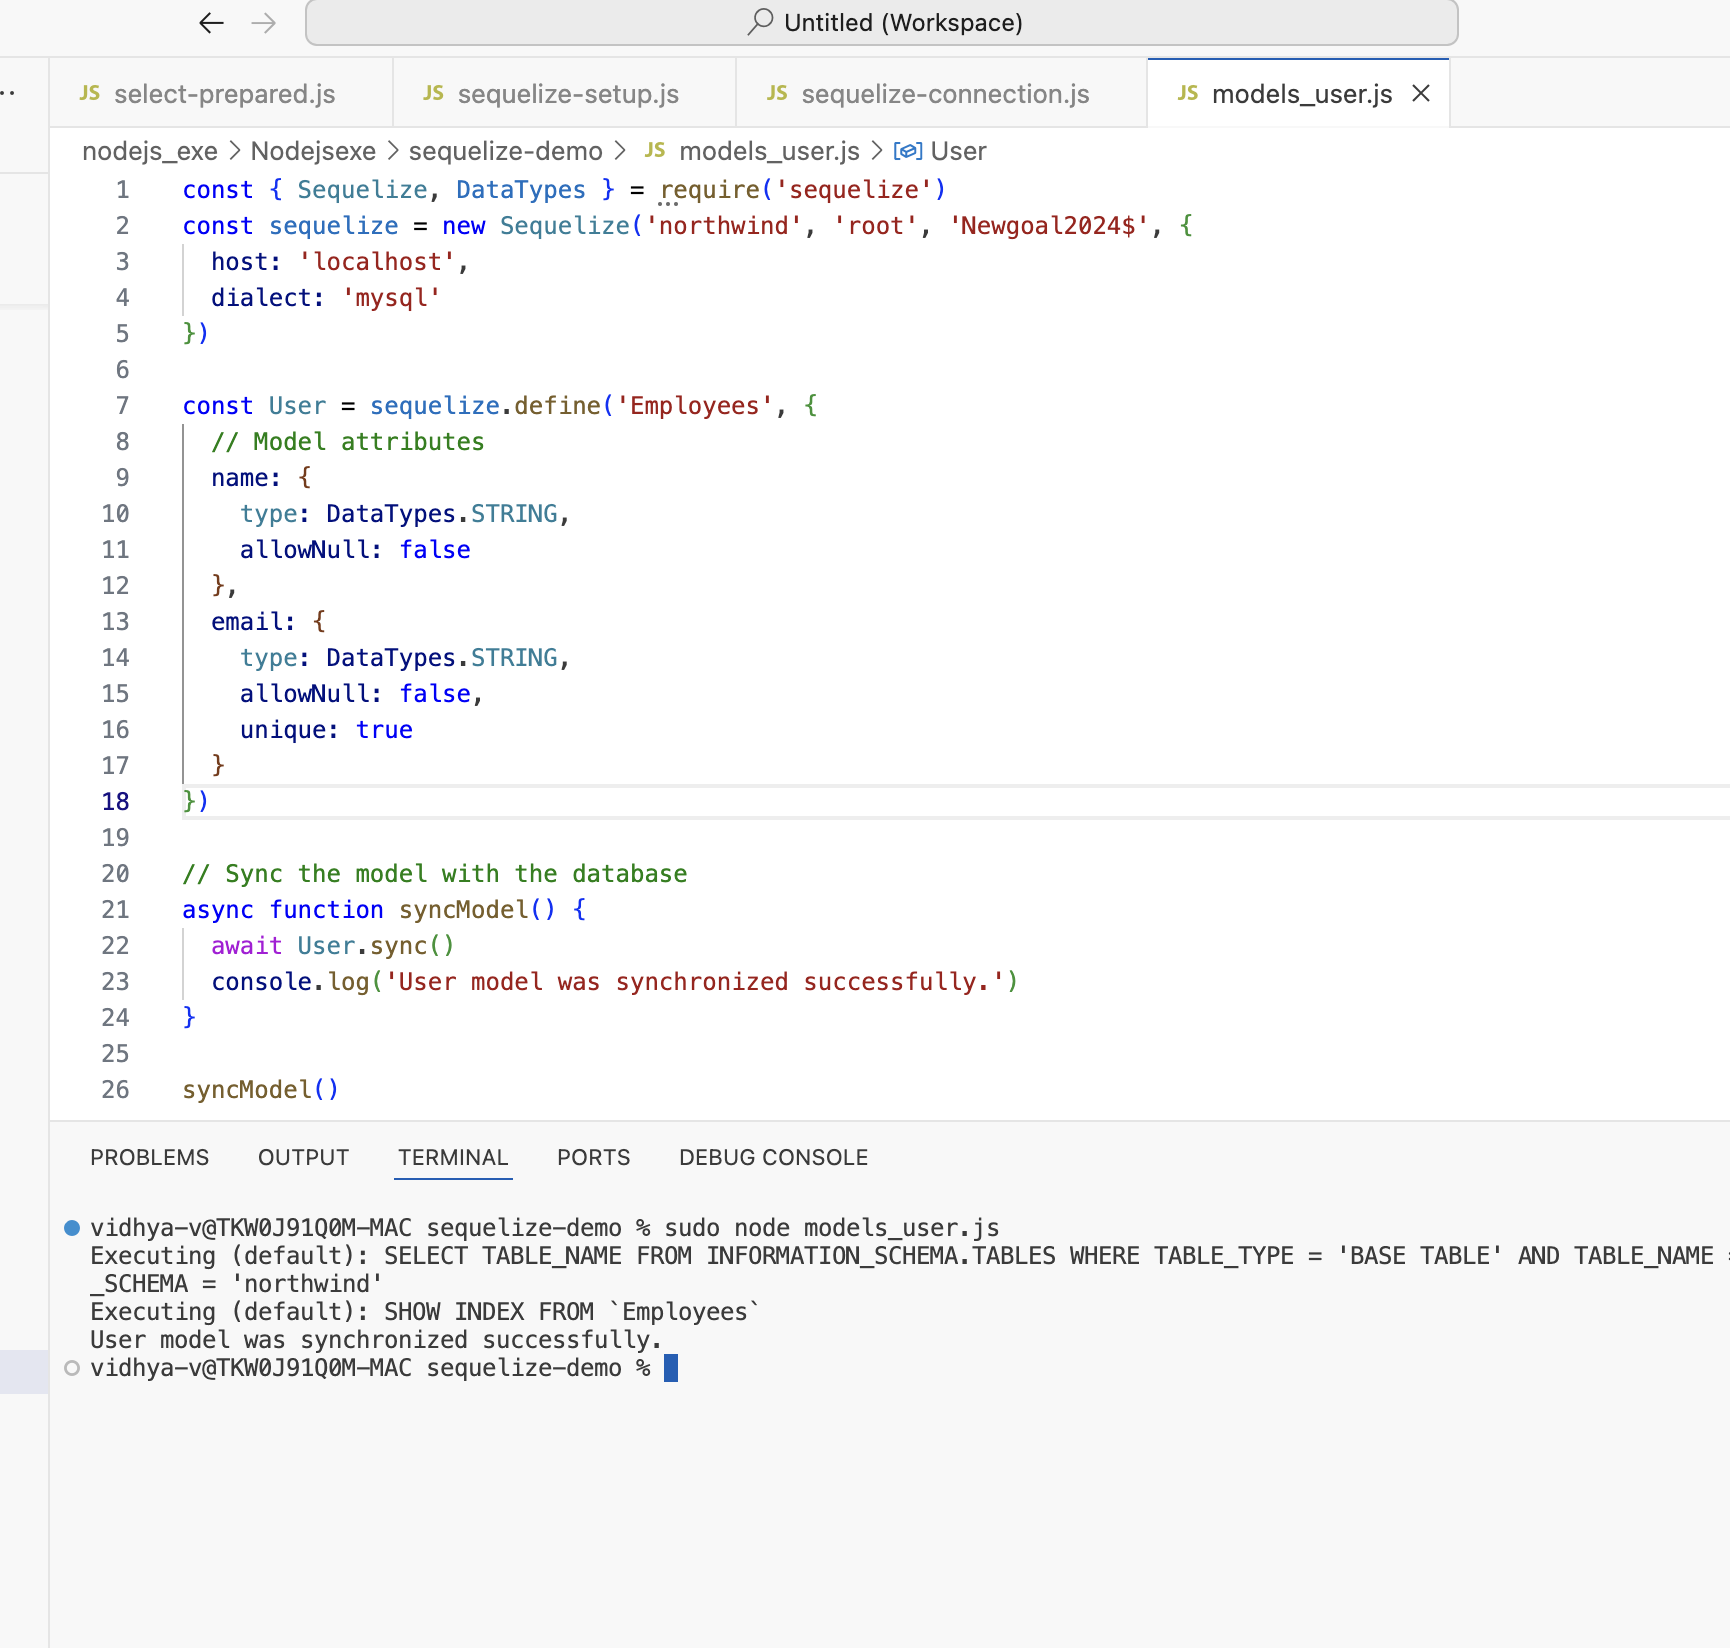 Untitled (Workspace)
JS select-prepared.js
JS sequelize-setup.js
JS sequelize-connection.js
JS models_user.js
nodejs_exe > Nodejsexe > sequelize-demo > JS models_user.js > User
1 const { Sequelize, DataTypes } = require('sequelize')
2 const sequelize = new Sequelize('northwind', 'root', 'Newgoal2024$', {
3   host: 'localhost',
4   dialect: 'mysql'
5 })
6
7 const User = sequelize.define('Employees', {
8   // Model attributes
9   name: {
10     type: DataTypes.STRING,
11     allowNull: false
12   },
13   email: {
14     type: DataTypes.STRING,
15     allowNull: false,
16     unique: true
17   }
18 })
19
20 // Sync the model with the database
21 async function syncModel() {
22   await User.sync()
23   console.log('User model was synchronized successfully.')
24 }
25
26 syncModel()
PROBLEMS OUTPUT TERMINAL PORTS DEBUG CONSOLE
vidhya-v@TKW0J91Q0M-MAC sequelize-demo % sudo node models_user.js
Executing (default): SELECT TABLE_NAME FROM INFORMATION_SCHEMA.TABLES WHERE TABLE_TYPE = 'BASE TABLE' AND TABLE_NAME =
_SCHEMA = 'northwind'
Executing (default): SHOW INDEX FROM `Employees`
User model was synchronized successfully.
vidhya-v@TKW0J91Q0M-MAC sequelize-demo %